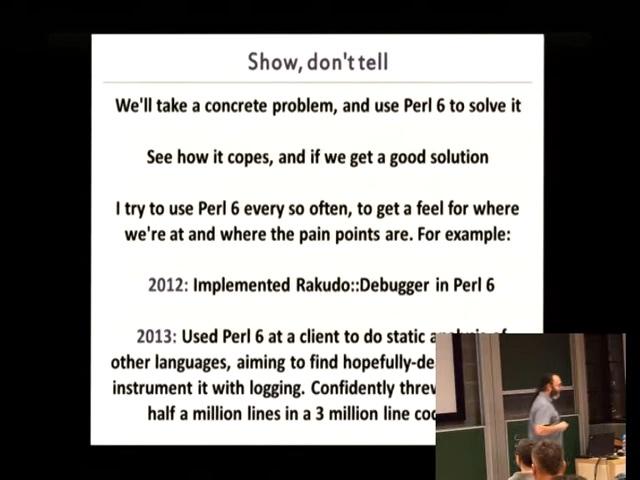 Show, don't tell
We'll take a concrete problem, and use Perl 6 to solve it
See how it copes, and if we get a good solution
I try to use Perl 6 every so often, to get a feel for where
we're at and where the pain points are. For example:
2012: Implemented Rakudo::Debugger in Perl 6
2013: Used Perl 6 at a client to do static analysis of
other languages, aiming to find hopefully-de
instrument it with logging. Confidently threw
half a million lines in a 3 million line co